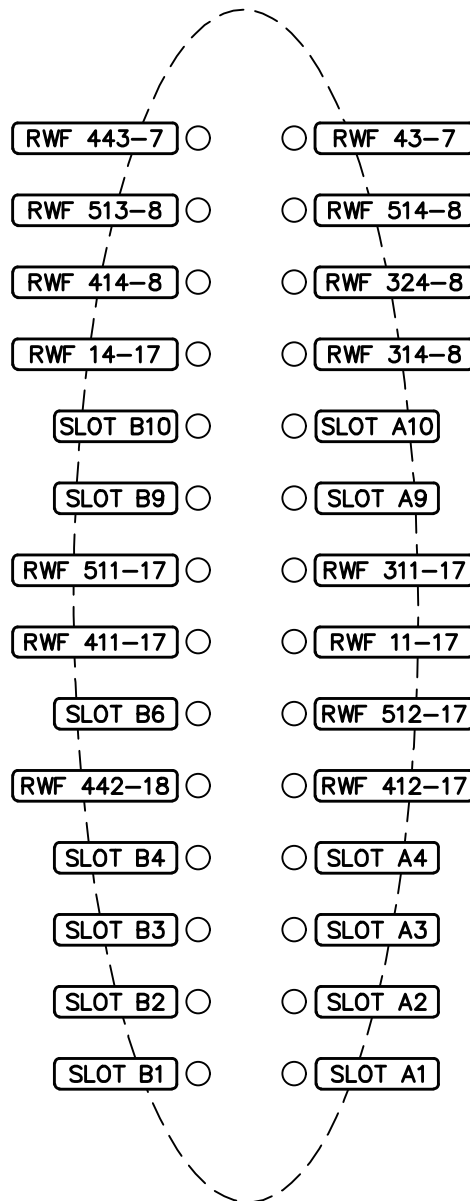 RWF 443-7 RWF 43-7
RWF 513-8 RWF 514-8
RWF 414-8 RWF 324-8
RWF 14-17 RWF 314-8
SLOT B10 SLOT A10
SLOT B9 SLOT A9
RWF 511-17 RWF 311-17
RWF 411-17 RWF 11-17
SLOT B6 RWF 512-17
RWF 442-18 RWF 412-17
SLOT B4 SLOT A4
SLOT B3 SLOT A3
SLOT B2 SLOT A2
SLOT B1 SLOT A1